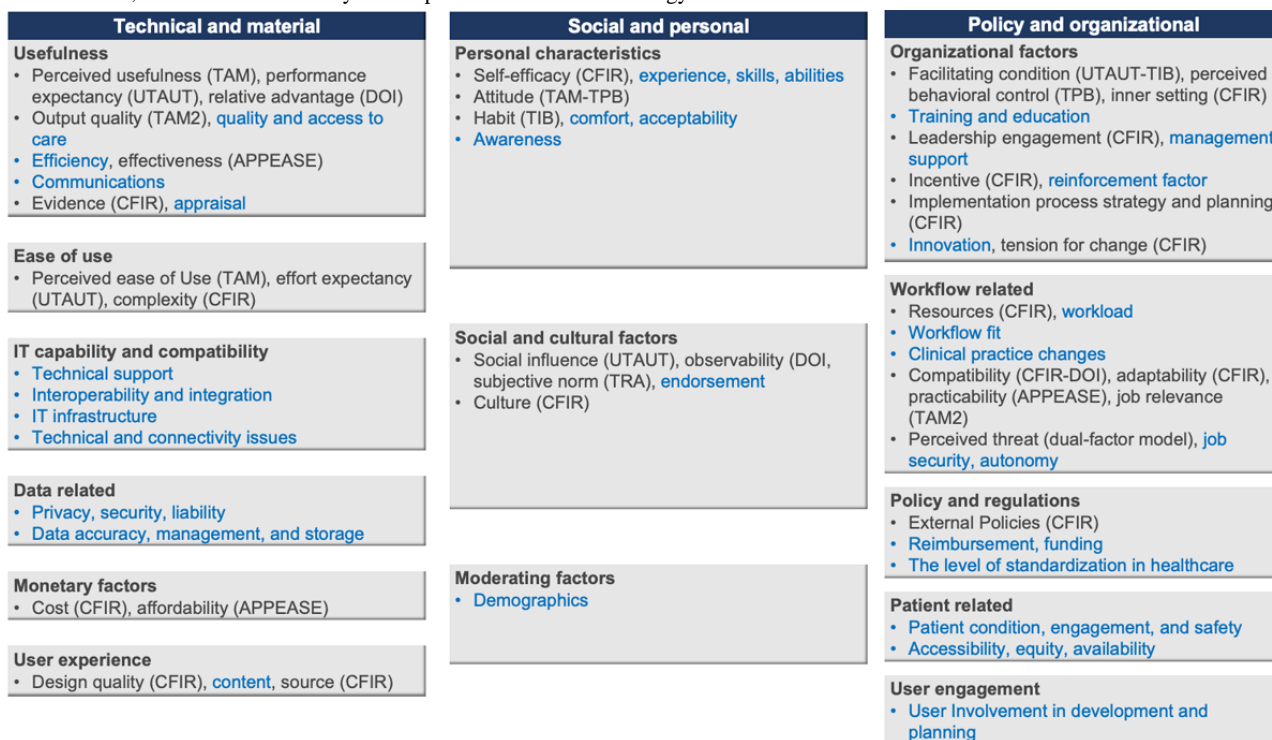 Technical and material
Usefulness
• Perceived usefulness (TAM), performance
expectancy (UTAUT), relative advantage (DOI)
• Output quality (TAM2), quality and access to
care
• Efficiency, effectiveness (APPEASE)
• Communications
• Evidence (CFIR), appraisal
Ease of use
• Perceived ease of Use (TAM), effort expectancy
(UTAUT), complexity (CFIR)
IT capability and compatibility
• Technical support
• Interoperability and integration
• IT infrastructure
• Technical and connectivity issues
Data related
• Privacy, security, liability
• Data accuracy, management, and storage
Monetary factors
• Cost (CFIR), affordability (APPEASE)
User experience
• Design quality (CFIR), content, source (CFIR)
Social and personal
Personal characteristics
• Self-efficacy (CFIR), experience, skills, abilities
• Attitude (TAM-TPB)
• Habit (TIB), comfort, acceptability
• Awareness
Social and cultural factors
• Social influence (UTAUT), observability (DOI,
subjective norm (TRA), endorsement
• Culture (CFIR)
Moderating factors
• Demographics
Policy and organizational
Organizational factors
• Facilitating condition (UTAUT-TIB), perceived
behavioral control (TPB), inner setting (CFIR)
• Training and education
• Leadership engagement (CFIR), management
support
• Incentive (CFIR), reinforcement factor
• Implementation process strategy and planning
(CFIR)
• Innovation, tension for change (CFIR)
Workflow related
• Resources (CFIR), workload
• Workflow fit
• Clinical practice changes
• Compatibility (CFIR-DOI), adaptability (CFIR),
practicability (APPEASE), job relevance
(TAM2)
• Perceived threat (dual-factor model), job
security, autonomy
Policy and regulations
• External Policies (CFIR)
• Reimbursement, funding
• The level of standardization in healthcare
Patient related
• Patient condition, engagement, and safety
• Accessibility, equity, availability
User engagement
• User Involvement in development and
planning